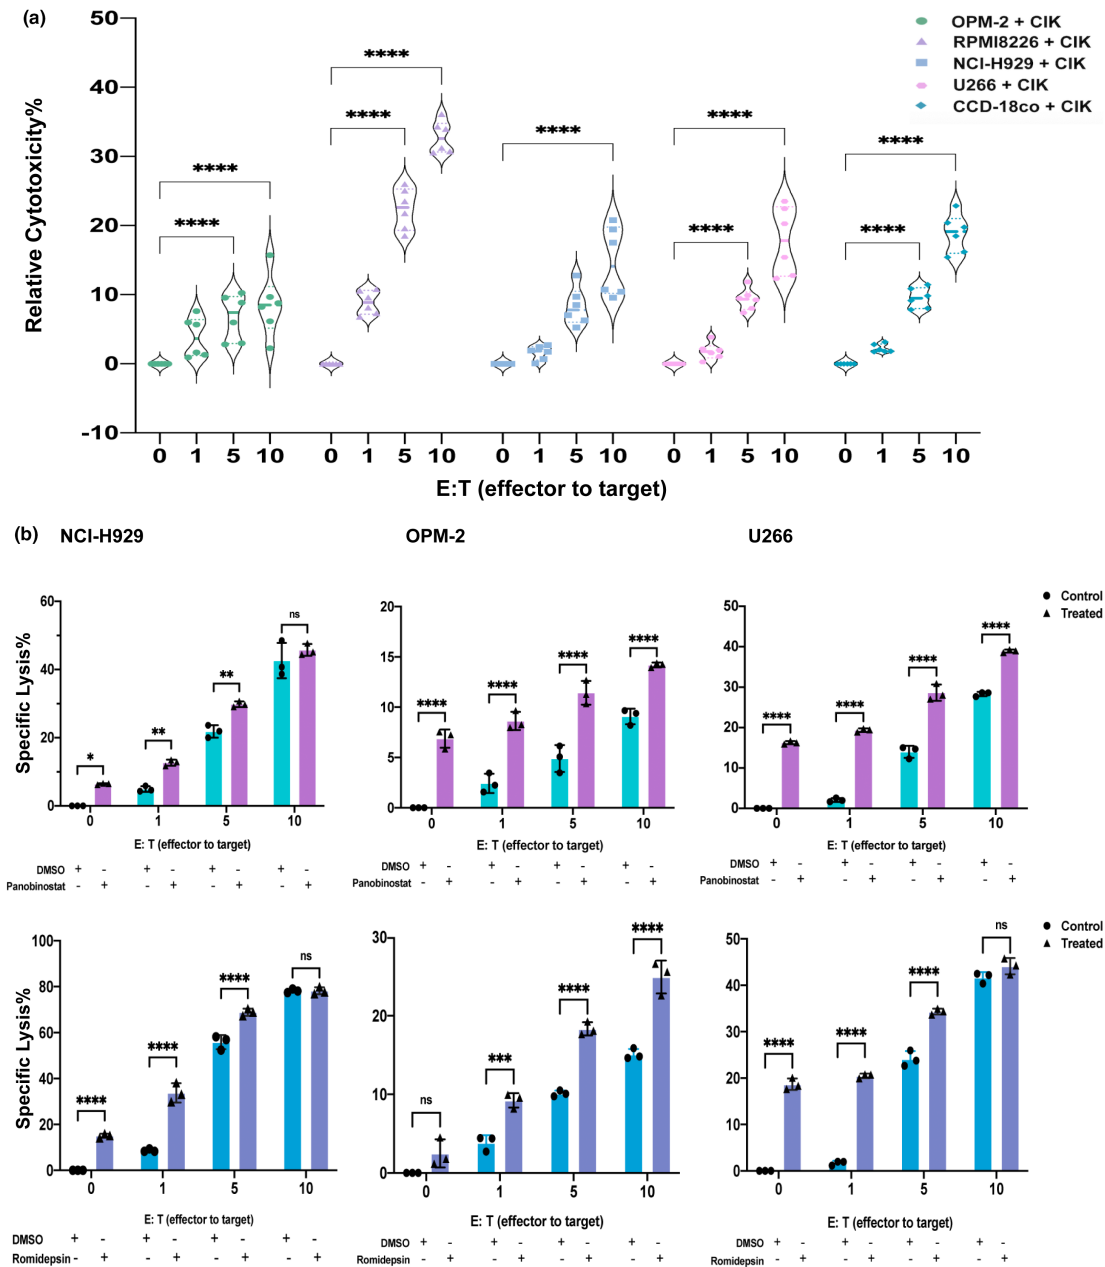 (a)
50
40
30
20
10
0
-10
Relative Cytotoxicity%
OPM-2 + CIK
RPMI8226 + CIK
NCI-H929 + CIK
U266 + CIK
CCD-18co + CIK
**** **** **** **** **** **** **** **** ****
0 1 5 10 0 1 5 10 0 1 5 10 0 1 5 10 0 1 5 10
E:T (effector to target)
(b) NCI-H929 OPM-2 U266
Specific Lysis%
60
40
20
0
* ** ** ns
0 1 5 10
E: T (effector to target)
DMSO + - + - + - + -
Panobinostat - + - + - + - +
20
15
10
5
0
**** **** **** ****
0 1 5 10
E: T (effector to target)
DMSO + - + - + - + -
Panobinostat - + - + - + - +
50
40
30
20
10
0
**** **** **** ****
0 1 5 10
E: T (effector to target)
DMSO + - + - + - + -
Panobinostat - + - + - + - +
Control
Treated
Specific Lysis%
100
80
60
40
20
0
**** **** **** ns
0 1 5 10
E: T (effector to target)
DMSO + - + - + - + -
Romidepsin - + - + - + - +
30
20
10
0
ns *** **** ****
0 1 5 10
E: T (effector to target)
DMSO + - + - + - + -
Romidepsin - + - + - + - +
50
40
30
20
10
0
**** **** **** ns
0 1 5 10
E: T (effector to target)
DMSO + - + - + - + -
Romidepsin - + - + - + - +
Control
Treated